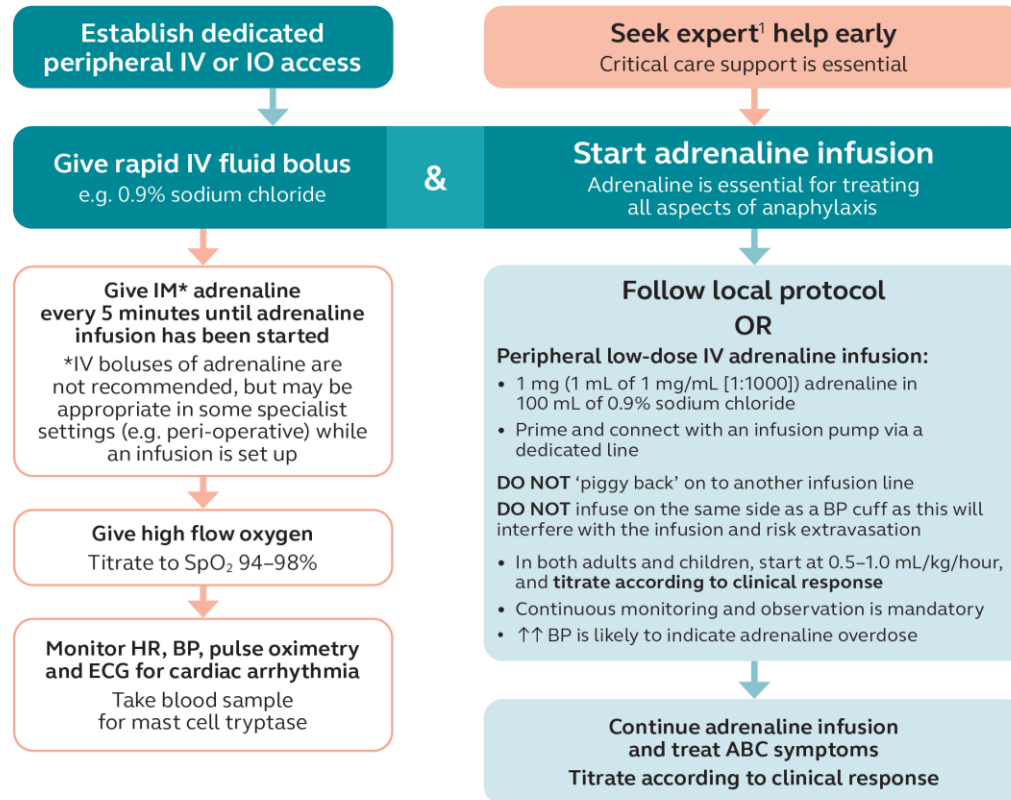 Establish dedicated
peripheral IV or IO access
Seek expert¹ help early
Critical care support is essential
Give rapid IV fluid bolus
e.g. 0.9% sodium chloride
&
Start adrenaline infusion
Adrenaline is essential for treating
all aspects of anaphylaxis
Give IM* adrenaline
every 5 minutes until adrenaline
infusion has been started
*IV boluses of adrenaline are
not recommended, but may be
appropriate in some specialist
settings (e.g. peri-operative) while
an infusion is set up
Give high flow oxygen
Titrate to SpO₂ 94–98%
Monitor HR, BP, pulse oximetry
and ECG for cardiac arrhythmia
Take blood sample
for mast cell tryptase
Follow local protocol
OR
Peripheral low-dose IV adrenaline infusion:
• 1 mg (1 mL of 1 mg/mL [1:1000]) adrenaline in
100 mL of 0.9% sodium chloride
• Prime and connect with an infusion pump via a
dedicated line
DO NOT ‘piggy back’ on to another infusion line
DO NOT infuse on the same side as a BP cuff as this will
interfere with the infusion and risk extravasation
• In both adults and children, start at 0.5–1.0 mL/kg/hour,
and titrate according to clinical response
• Continuous monitoring and observation is mandatory
• ↑↑ BP is likely to indicate adrenaline overdose
Continue adrenaline infusion
and treat ABC symptoms
Titrate according to clinical response